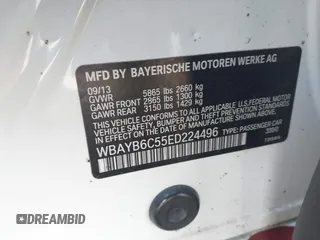 MFD BY BAYERISCHE MOTOREN WERKE AG
09/13
GVWR 5865 lbs 2660 kg
GAWR FRONT 2865 lbs 1300 kg
GAWR REAR 3150 lbs 1429 kg
THIS VEHICLE CONFORMS TO ALL APPLICABLE U.S. FEDERAL MOTOR
VEHICLE SAFETY, BUMPER, AND THEFT PREVENTION STANDARDS
IN EFFECT ON THE DATE OF MANUFACTURE SHOWN ABOVE.
WBAYB6C55ED224496 TYPE: PASSENGER CAR
DREAMBID